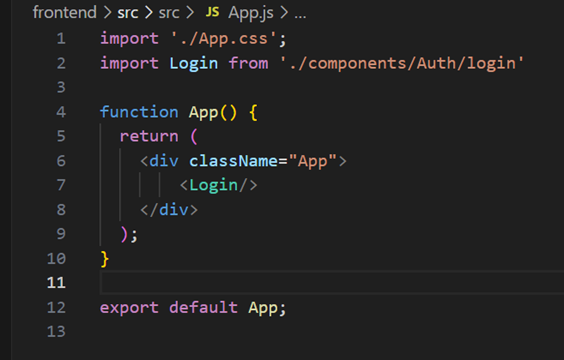 frontend > src > src > JS App.js > ...
1 import './App.css';
2 import Login from './components/Auth/login'
3
4 function App() {
5   return (
6     <div className="App">
7         <Login/>
8     </div>
9   );
10 }
11
12 export default App;
13